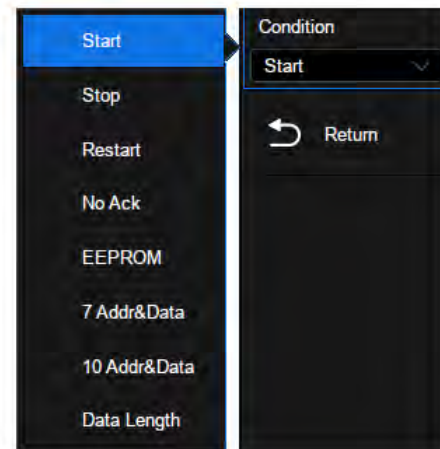 Start
Stop
Restart
No Ack
EEPROM
7 Addr&Data
10 Addr&Data
Data Length
Condition
Start
Return